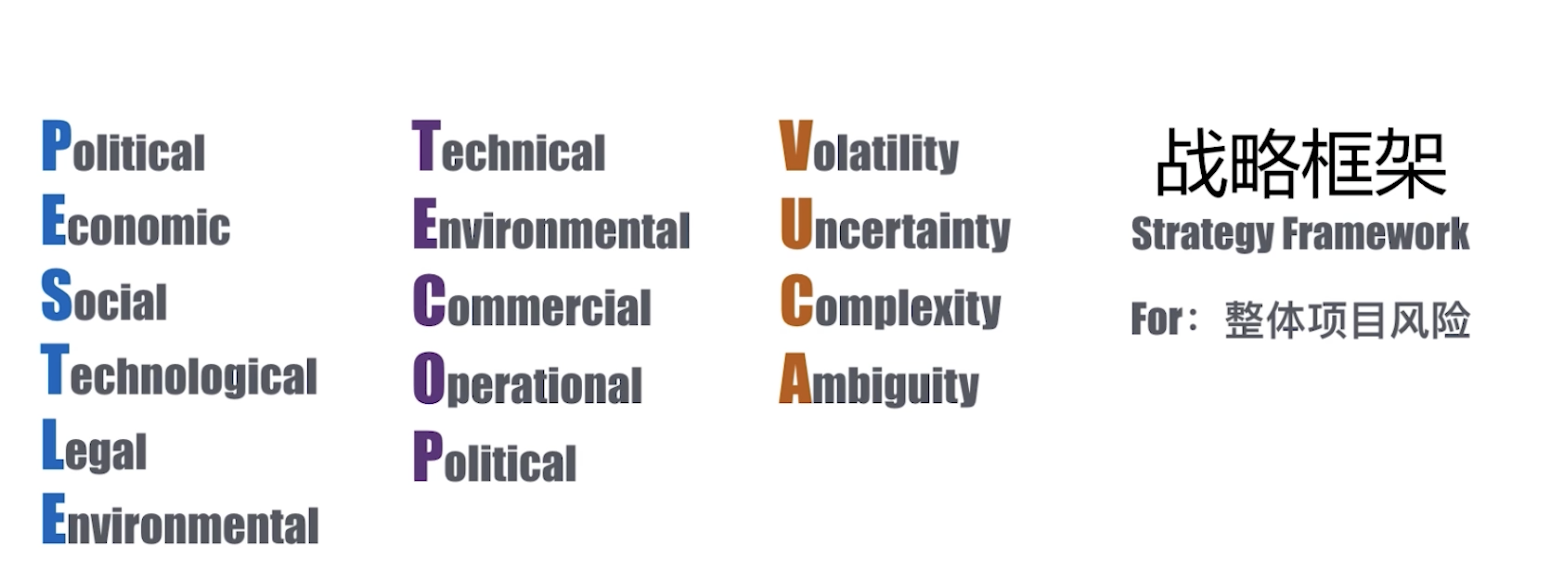 Political
Economic
Social
Technological
Legal
Environmental
Technical
Environmental
Commercial
Operational
Political
Volatility
Uncertainty
Complexity
Ambiguity
战略框架
Strategy Framework
For：整体项目风险